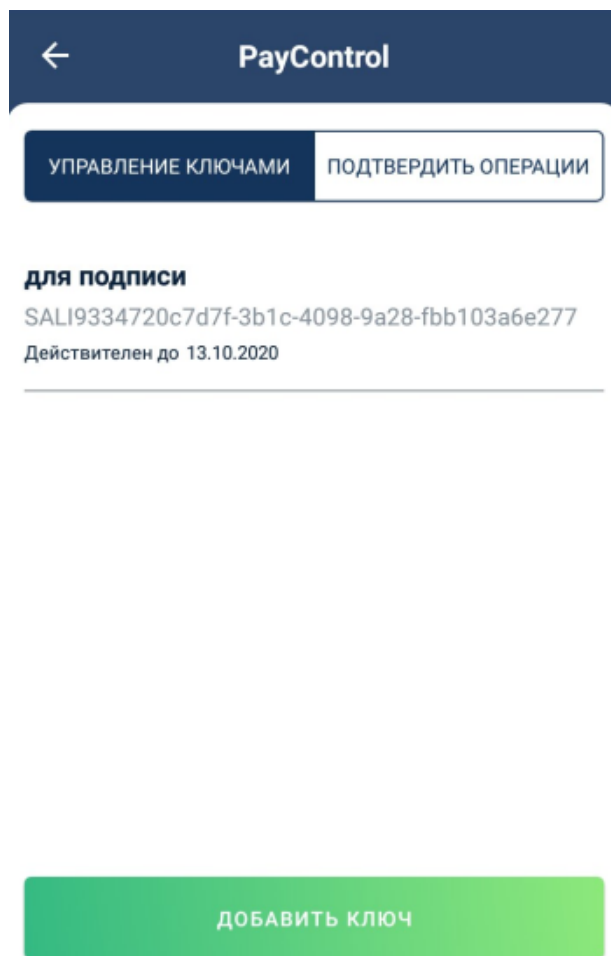 PayControl
УПРАВЛЕНИЕ КЛЮЧАМИ ПОДТВЕРДИТЬ ОПЕРАЦИИ
для подписи
SALI9334720c7d7f-3b1c-4098-9a28-fbb103a6e277
Действителен до 13.10.2020
ДОБАВИТЬ КЛЮЧ